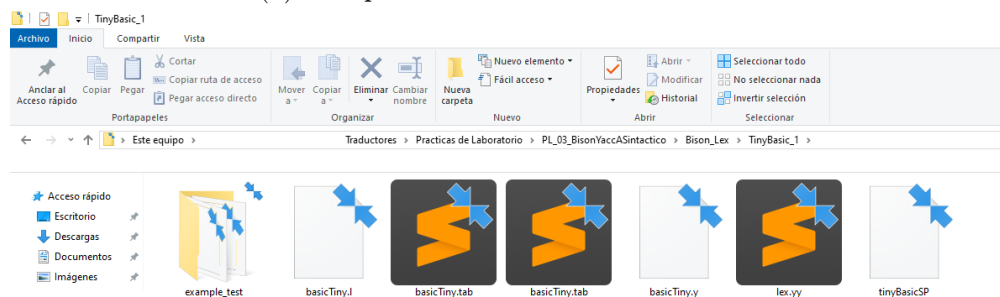 TinyBasic_1
Archivo Inicio Compartir Vista
Anclar al Acceso rápido
Copiar
Pegar
Cortar
Copiar ruta de acceso
Pegar acceso directo
Portapapeles
Mover a
Copiar a
Eliminar
Cambiar nombre
Organizar
Nueva carpeta
Nuevo elemento
Fácil acceso
Nuevo
Propiedades
Abrir
Modificar
Historial
Abrir
Seleccionar todo
No seleccionar nada
Invertir selección
Seleccionar
Este equipo > Traductores > Practicas de Laboratorio > PL_03_BisonYaccASintactico > Bison_Lex > TinyBasic_1 >
Acceso rápido
Escritorio
Descargas
Documentos
Imágenes
example_test
basicTiny.l
basicTiny.tab
basicTiny.tab
basicTiny.y
lex.yy
tinyBasicSP